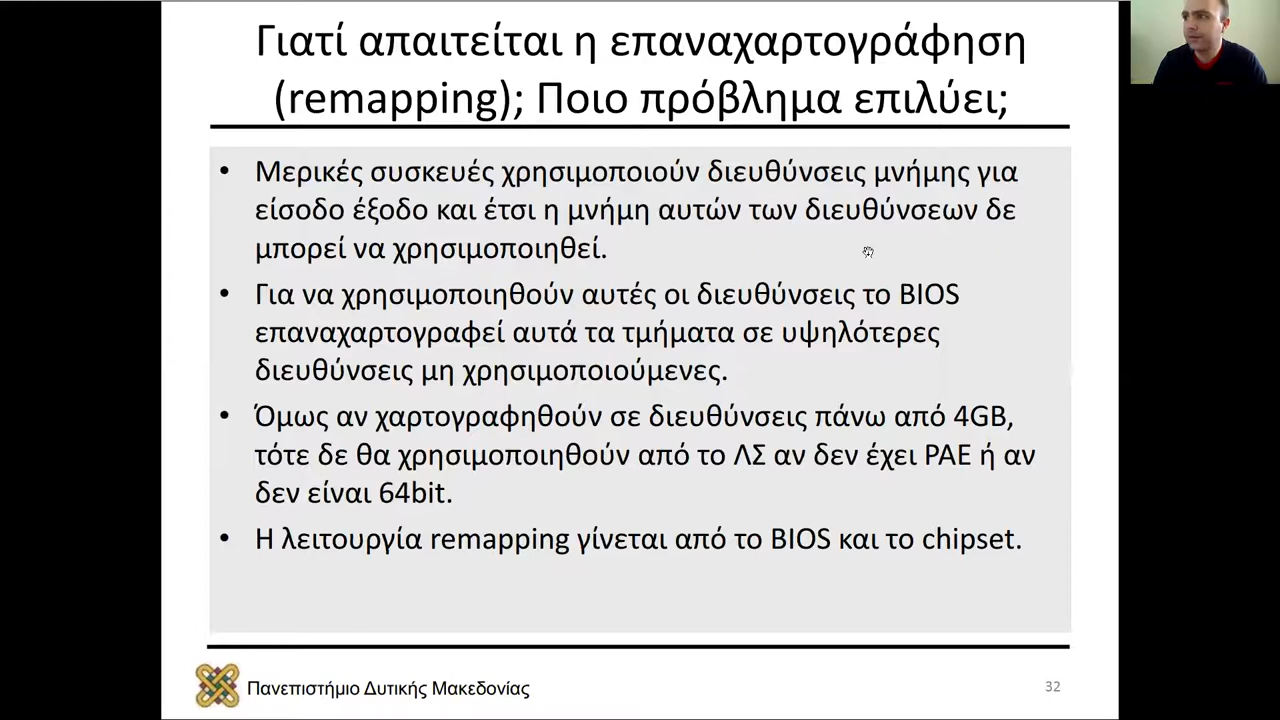 Γιατί απαιτείται η επαναχαρτογράφηση
(remapping); Ποιο πρόβλημα επιλύει;
• Μερικές συσκευές χρησιμοποιούν διευθύνσεις μνήμης για
είσοδο έξοδο και έτσι η μνήμη αυτών των διευθύνσεων δε
μπορεί να χρησιμοποιηθεί.
• Για να χρησιμοποιηθούν αυτές οι διευθύνσεις το BIOS
επαναχαρτογραφεί αυτά τα τμήματα σε υψηλότερες
διευθύνσεις μη χρησιμοποιούμενες.
• Όμως αν χαρτογραφηθούν σε διευθύνσεις πάνω από 4GB,
τότε δε θα χρησιμοποιηθούν από το ΛΣ αν δεν έχει PAE ή αν
δεν είναι 64bit.
• Η λειτουργία remapping γίνεται από το BIOS και το chipset.
Πανεπιστήμιο Δυτικής Μακεδονίας
32